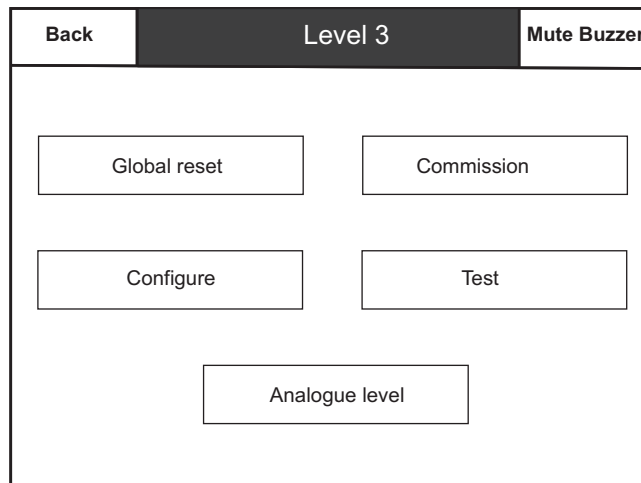 Back
Level 3
Mute Buzzer
Global reset
Commission
Configure
Test
Analogue level